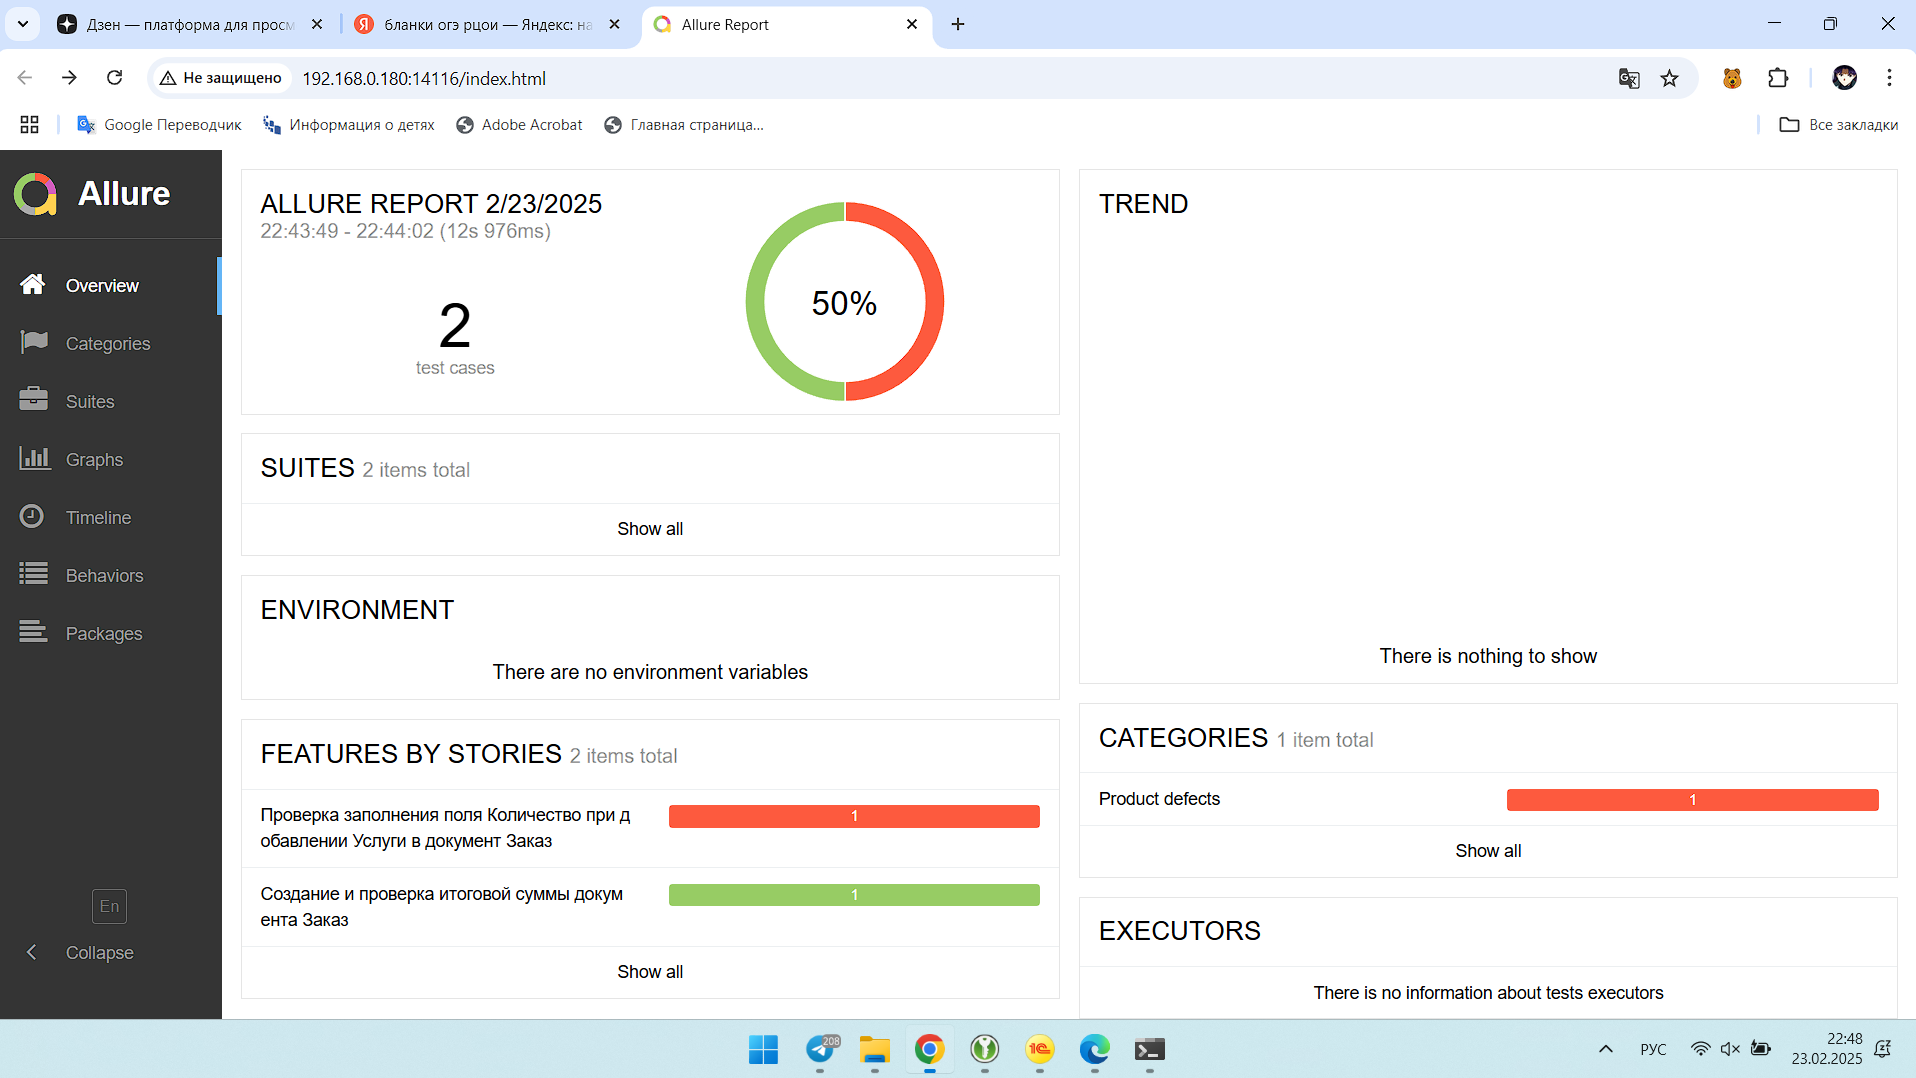 Дзен — платформа для просм
бланки огэ рцои — Яндекс: на
Allure Report
Не защищено
192.168.0.180:14116/index.html
Google Переводчик
Информация о детях
Adobe Acrobat
Главная страница...
Все закладки
Allure
Overview
Categories
Suites
Graphs
Timeline
Behaviors
Packages
En
Collapse
ALLURE REPORT 2/23/2025
22:43:49 - 22:44:02 (12s 976ms)
2
test cases
50%
SUITES 2 items total
Show all
ENVIRONMENT
There are no environment variables
FEATURES BY STORIES 2 items total
Проверка заполнения поля Количество при д
обавлении Услуги в документ Заказ
1
Создание и проверка итоговой суммы докум
ента Заказ
1
Show all
TREND
There is nothing to show
CATEGORIES 1 item total
Product defects
1
Show all
EXECUTORS
There is no information about tests executors
208
1С
РУС
22:48
23.02.2025